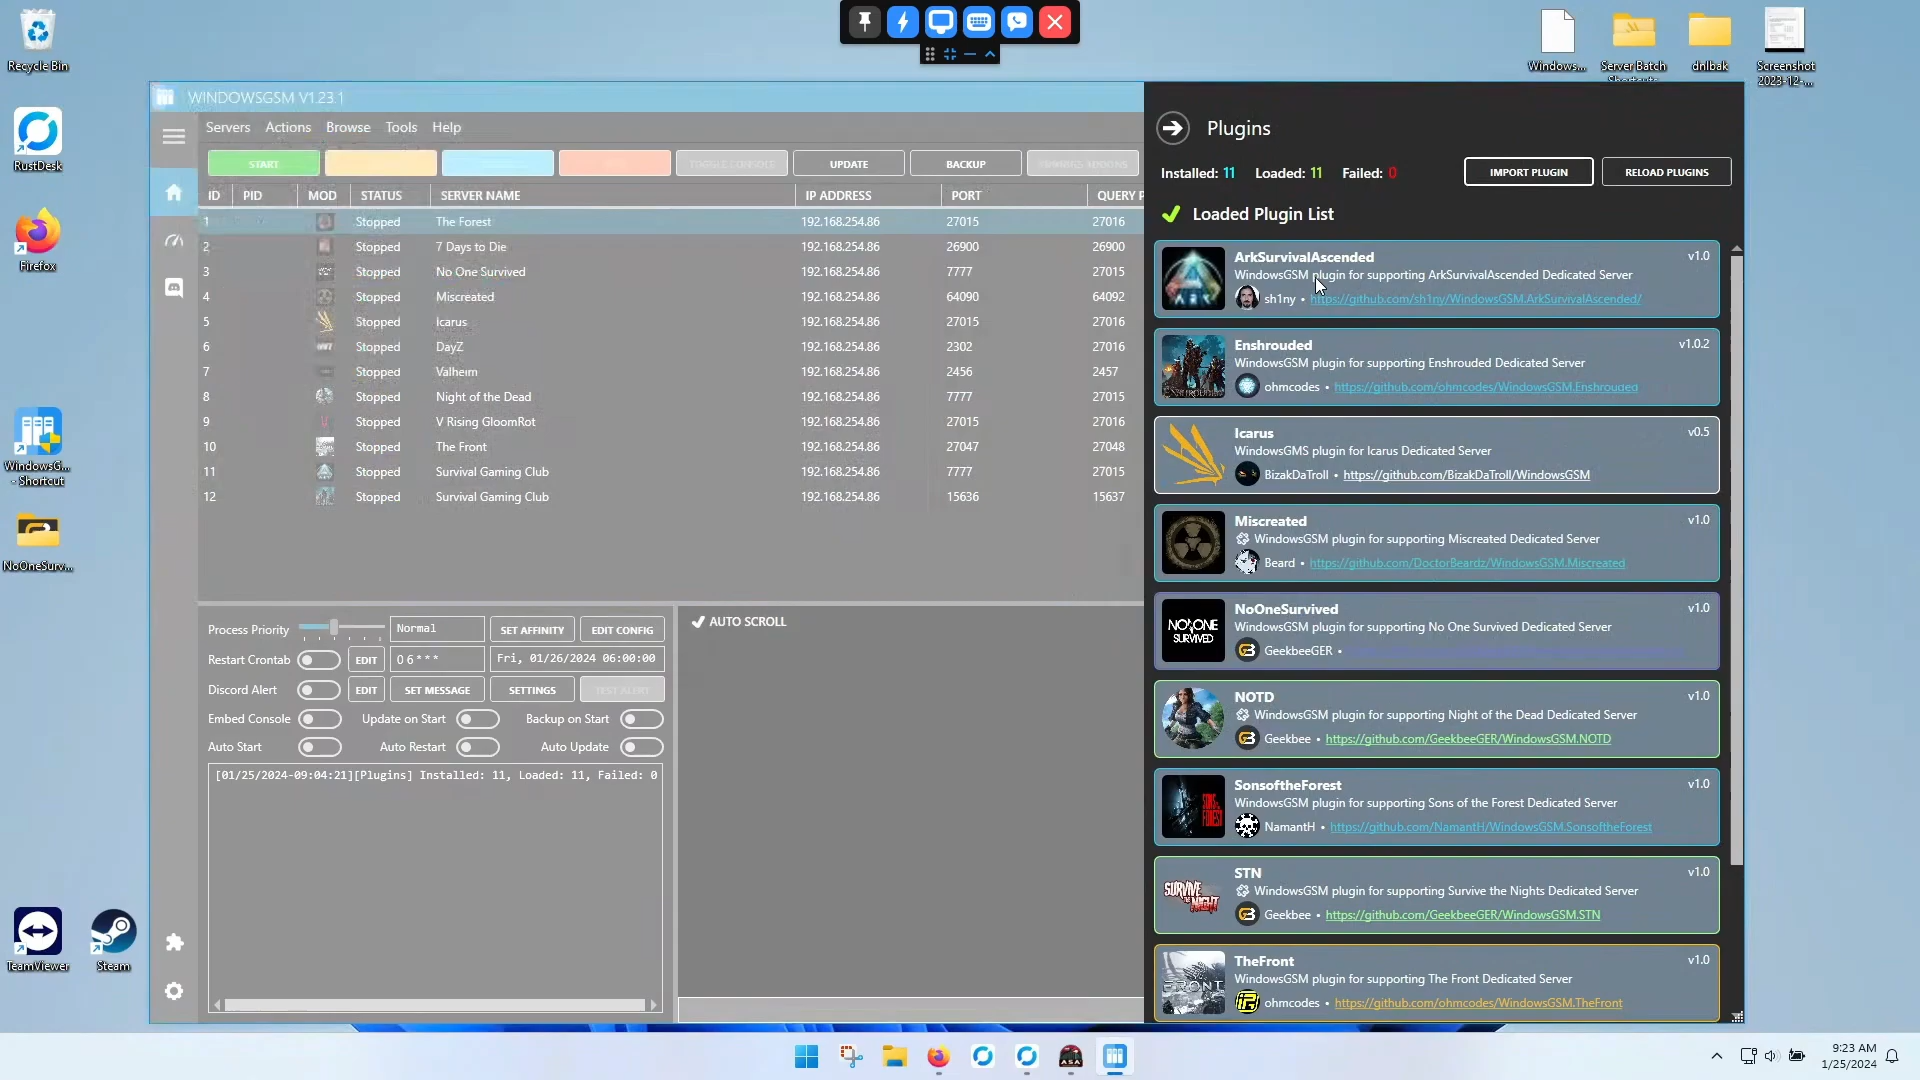 Recycle Bin
RustDesk
Firefox
WindowsG...
- Shortcut
NoOneSurv...
TeamViewer
Steam
Windows...
Server Batch
Shortcuts
dnlbak
Screenshot
2023-12-...
WINDOWSGSM V1.23.1
Servers Actions Browse Tools Help
START
TOGGLE CONSOLE
UPDATE
BACKUP
ID PID MOD STATUS SERVER NAME IP ADDRESS PORT QUERY P
1 Stopped The Forest 192.168.254.86 27015 27016
2 Stopped 7 Days to Die 192.168.254.86 26900 26900
3 Stopped No One Survived 192.168.254.86 7777 27015
4 Stopped Miscreated 192.168.254.86 64090 64092
5 Stopped Icarus 192.168.254.86 27015 27016
6 Stopped DayZ 192.168.254.86 2302 27016
7 Stopped Valheim 192.168.254.86 2456 2457
8 Stopped Night of the Dead 192.168.254.86 7777 27015
9 Stopped V Rising GloomRot 192.168.254.86 27015 27016
10 Stopped The Front 192.168.254.86 27047 27048
11 Stopped Survival Gaming Club 192.168.254.86 7777 27015
12 Stopped Survival Gaming Club 192.168.254.86 15636 15637
Process Priority Normal SET AFFINITY EDIT CONFIG
Restart Crontab EDIT 0 6 * * * Fri, 01/26/2024 06:00:00
Discord Alert EDIT SET MESSAGE SETTINGS TEST ALERT
Embed Console Update on Start Backup on Start
Auto Start Auto Restart Auto Update
[01/25/2024-09:04:21][Plugins] Installed: 11, Loaded: 11, Failed: 0
AUTO SCROLL
Plugins
Installed: 11 Loaded: 11 Failed: 0
IMPORT PLUGIN
RELOAD PLUGINS
Loaded Plugin List
ArkSurvivalAscended v1.0
WindowsGSM plugin for supporting ArkSurvivalAscended Dedicated Server
sh1ny • https://github.com/sh1ny/WindowsGSM.ArkSurvivalAscended/
Enshrouded v1.0.2
WindowsGSM plugin for supporting Enshrouded Dedicated Server
ENSHROUDED
ohmcodes • https://github.com/ohmcodes/WindowsGSM.Enshrouded
Icarus v0.5
WindowsGMS plugin for Icarus Dedicated Server
BizakDaTroll • https://github.com/BizakDaTroll/WindowsGSM
Miscreated v1.0
WindowsGSM plugin for supporting Miscreated Dedicated Server
Beard • https://github.com/DoctorBeardz/WindowsGSM.Miscreated
NO ONE
SURVIVED
NoOneSurvived v1.0
WindowsGSM plugin for supporting No One Survived Dedicated Server
GeekbeeGER •
NOTD v1.0
WindowsGSM plugin for supporting Night of the Dead Dedicated Server
Geekbee • https://github.com/GeekbeeGER/WindowsGSM.NOTD
SONS
FOREST
SonsoftheForest v1.0
WindowsGSM plugin for supporting Sons of the Forest Dedicated Server
NamantH • https://github.com/NamantH/WindowsGSM.SonsoftheForest
SURVIVE
THE NIGHTS
STN v1.0
WindowsGSM plugin for supporting Survive the Nights Dedicated Server
Geekbee • https://github.com/GeekbeeGER/WindowsGSM.STN
FRONT
TheFront v1.0
WindowsGSM plugin for supporting The Front Dedicated Server
ohmcodes • https://github.com/ohmcodes/WindowsGSM.TheFront
ASA
9:23 AM
1/25/2024